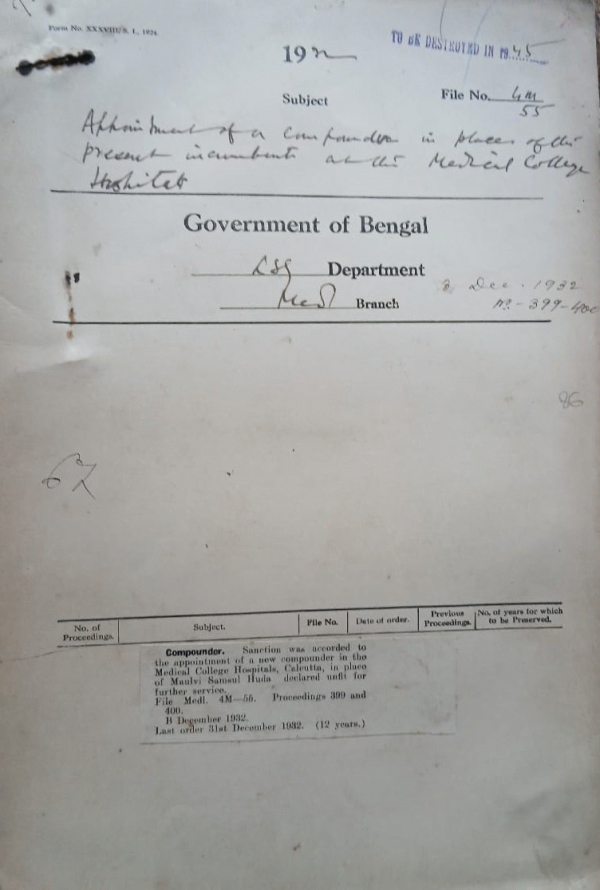 Form No. XXXVIII/S. I., 1924.
TO BE DESTROYED IN 1945
1932
Subject
File No. 4M/55
Appointment of a compounder in place of the
present incumbent at the Medical College
Hospitals
Government of Bengal
LSG Department
Medl Branch
B Dec. 1932
No. - 399-400
86
No. of Proceedings. Subject. File No. Date of order. Previous Proceedings. No. of years for which to be Preserved.
Compounder. Sanction was accorded to
the appointment of a new compounder in the
Medical College Hospitals, Calcutta, in place
of Maulvi Samsul Huda declared unfit for
further service.
File Medl. 4M—55. Proceedings 399 and
400.
B December 1932.
Last order 31st December 1932. (12 years.)